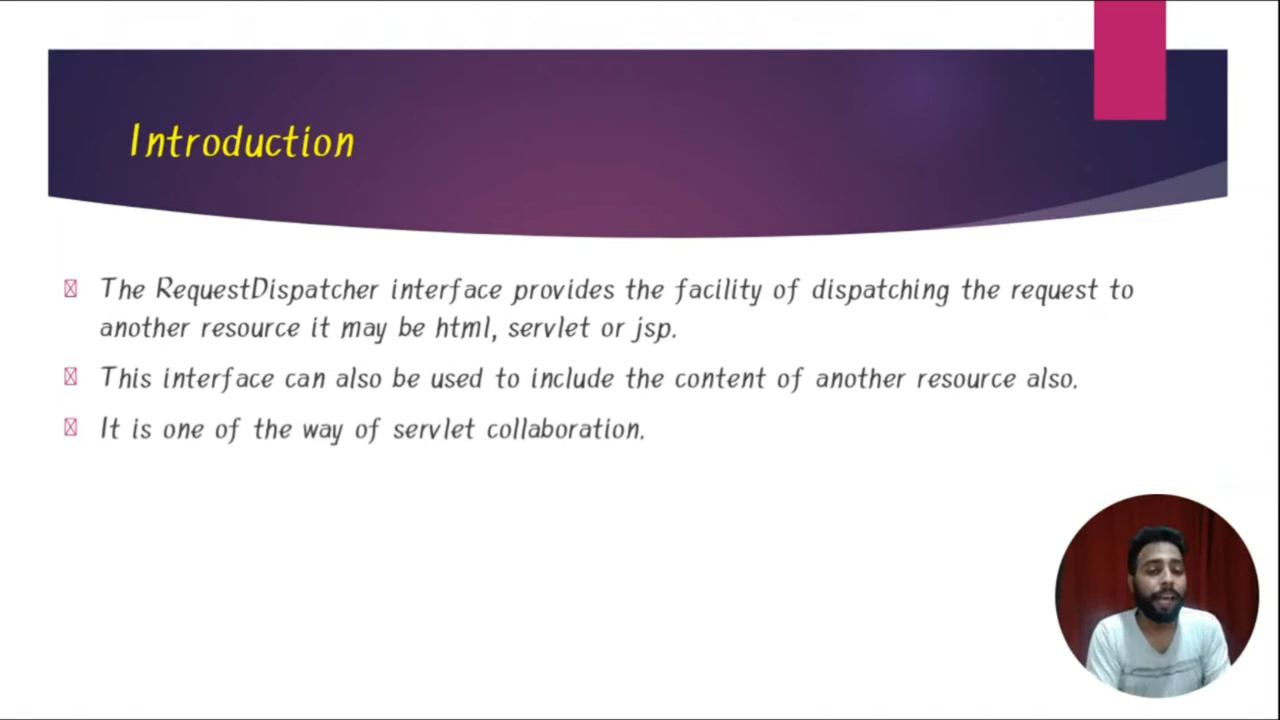 Introduction
The RequestDispatcher interface provides the facility of dispatching the request to
another resource it may be html, servlet or jsp.
This interface can also be used to include the content of another resource also.
It is one of the way of servlet collaboration.